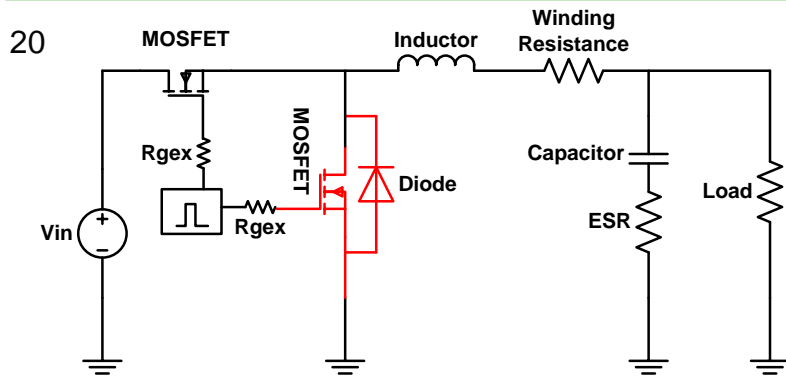 20
MOSFET
Inductor
Winding
Resistance
Rgex
MOSFET
Diode
Capacitor
Load
Vin
+
−
Rgex
ESR